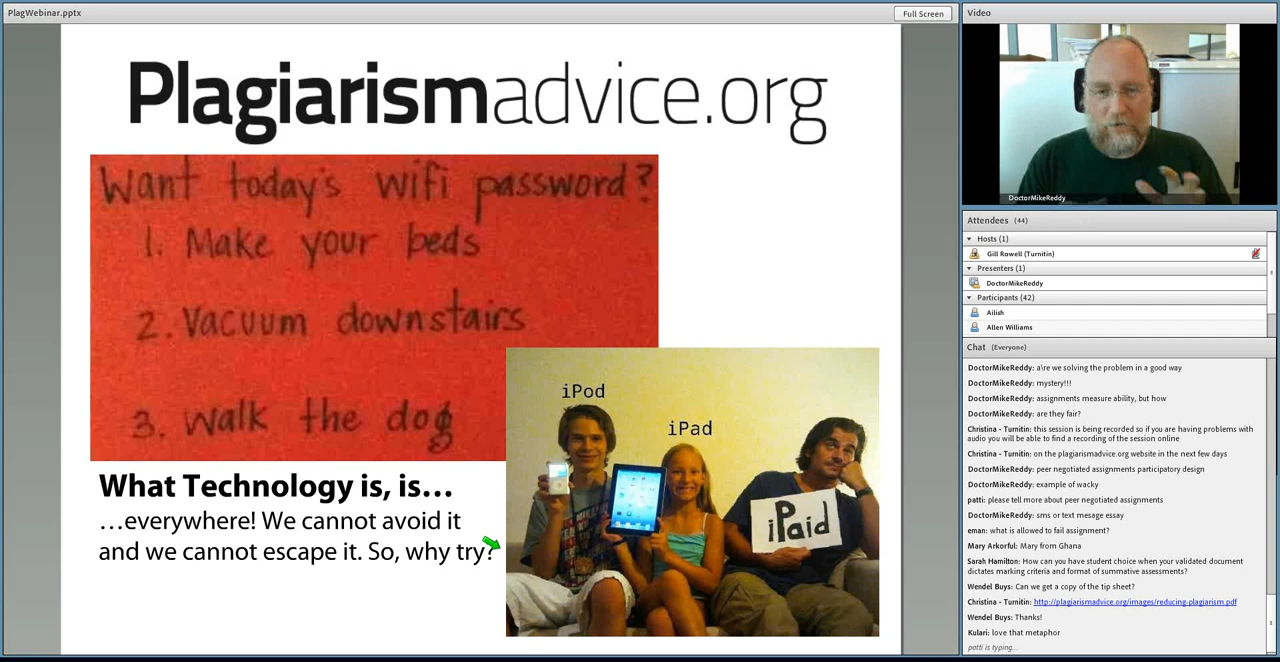 PlagWebinar.pptx
Full Screen
Plagiarismadvice.org
Want today's wifi password?
1. Make your beds
2. Vacuum downstairs
3. Walk the dog
iPod
iPad
iPaid
What Technology is, is...
...everywhere! We cannot avoid it
and we cannot escape it. So, why try?
Video
DoctorMikeReddy
Attendees (44)
Hosts (1)
Gill Rowell (Turnitin)
Presenters (1)
DoctorMikeReddy
Participants (42)
Ailish
Allen Williams
Chat (Everyone)
DoctorMikeReddy: a\re we solving the problem in a good way
DoctorMikeReddy: mystery!!!
DoctorMikeReddy: assignments measure ability, but how
DoctorMikeReddy: are they fair?
Christina - Turnitin: this session is being recorded so if you are having problems with
audio you will be able to find a recording of the session online
Christina - Turnitin: on the plagiarismadvice.org website in the next few days
DoctorMikeReddy: peer negotiated assignments participatory design
DoctorMikeReddy: example of wacky
patti: please tell more about peer negotiated assignments
DoctorMikeReddy: sms or text mesage essay
eman: what is allowed to fail assignment?
Mary Arkorful: Mary from Ghana
Sarah Hamilton: How can you have student choice when your validated document
dictates marking criteria and format of summative assessments?
Wendel Buys: Can we get a copy of the tip sheet?
Christina - Turnitin: http://plagiarismadvice.org/images/reducing-plagiarism.pdf
Wendel Buys: Thanks!
Kulari: love that metaphor
patti is typing...